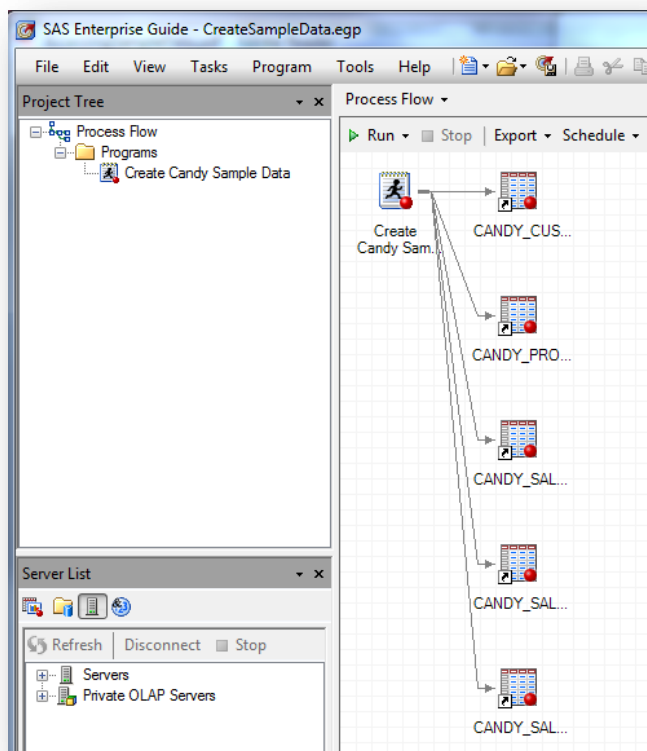 SAS Enterprise Guide - CreateSampleData.egp
File Edit View Tasks Program Tools Help
Project Tree
Process Flow
Programs
Create Candy Sample Data
Process Flow
Run Stop Export Schedule
Create
Candy Sam...
CANDY_CUS...
CANDY_PRO...
CANDY_SAL...
CANDY_SAL...
CANDY_SAL...
Server List
Refresh Disconnect Stop
Servers
Private OLAP Servers